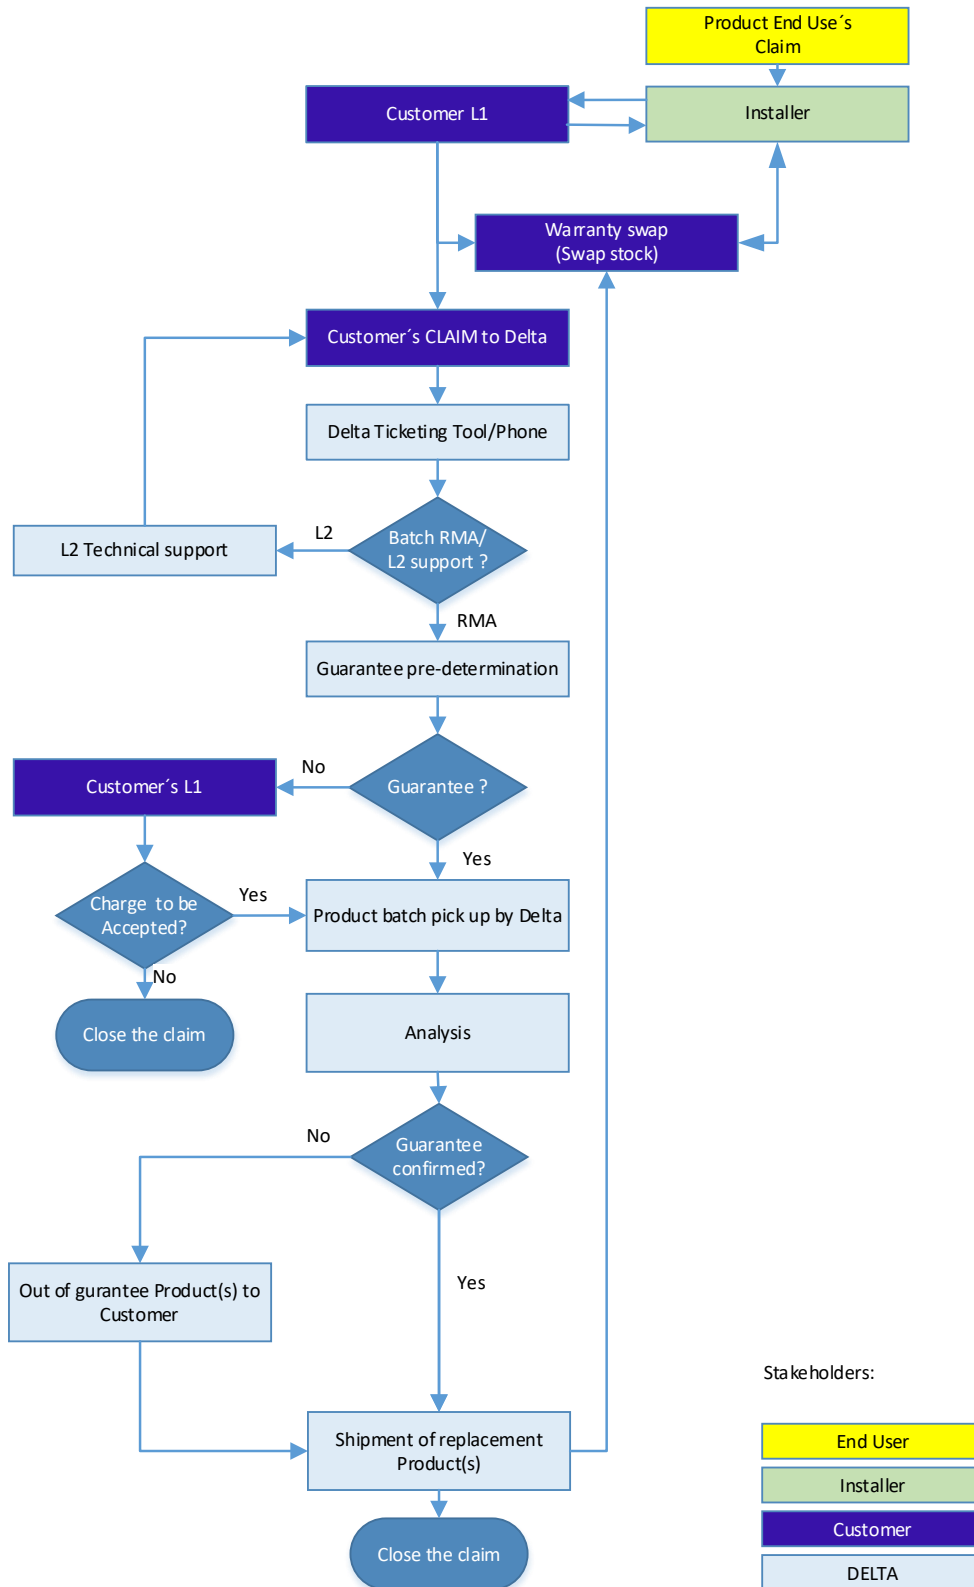 Product End Use´s
Claim
Customer L1
Installer
Warranty swap
(Swap stock)
Customer´s CLAIM to Delta
Delta Ticketing Tool/Phone
L2 Technical support
L2
Batch RMA/
L2 support ?
RMA
Guarantee pre-determination
Customer´s L1
No
Guarantee ?
Yes
Charge to be
Accepted?
Yes
Product batch pick up by Delta
No
Close the claim
Analysis
No
Guarantee
confirmed?
Out of gurantee Product(s) to
Customer
Yes
Shipment of replacement
Product(s)
Close the claim
Stakeholders:
End User
Installer
Customer
DELTA